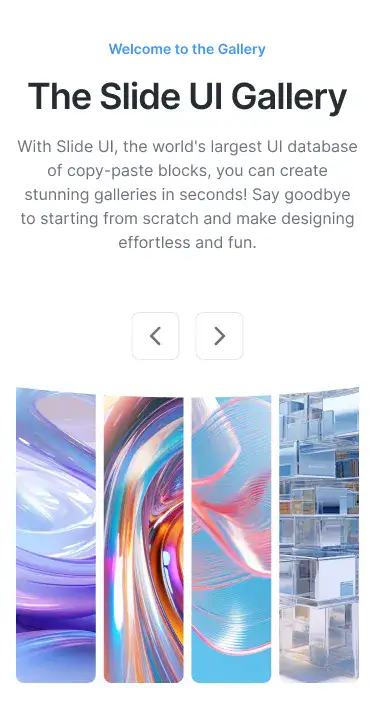 Welcome to the Gallery
The Slide UI Gallery
With Slide UI, the world's largest UI database
of copy-paste blocks, you can create
stunning galleries in seconds! Say goodbye
to starting from scratch and make designing
effortless and fun.